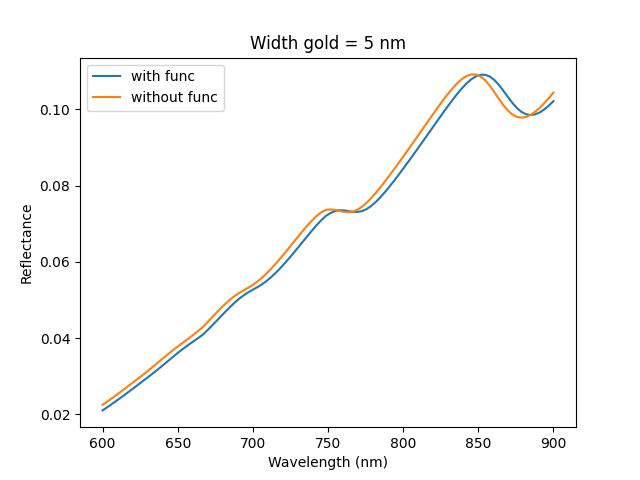 Width gold = 5 nm
with func
without func
Reflectance
0.10
0.08
0.06
0.04
0.02
600 650 700 750 800 850 900
Wavelength (nm)